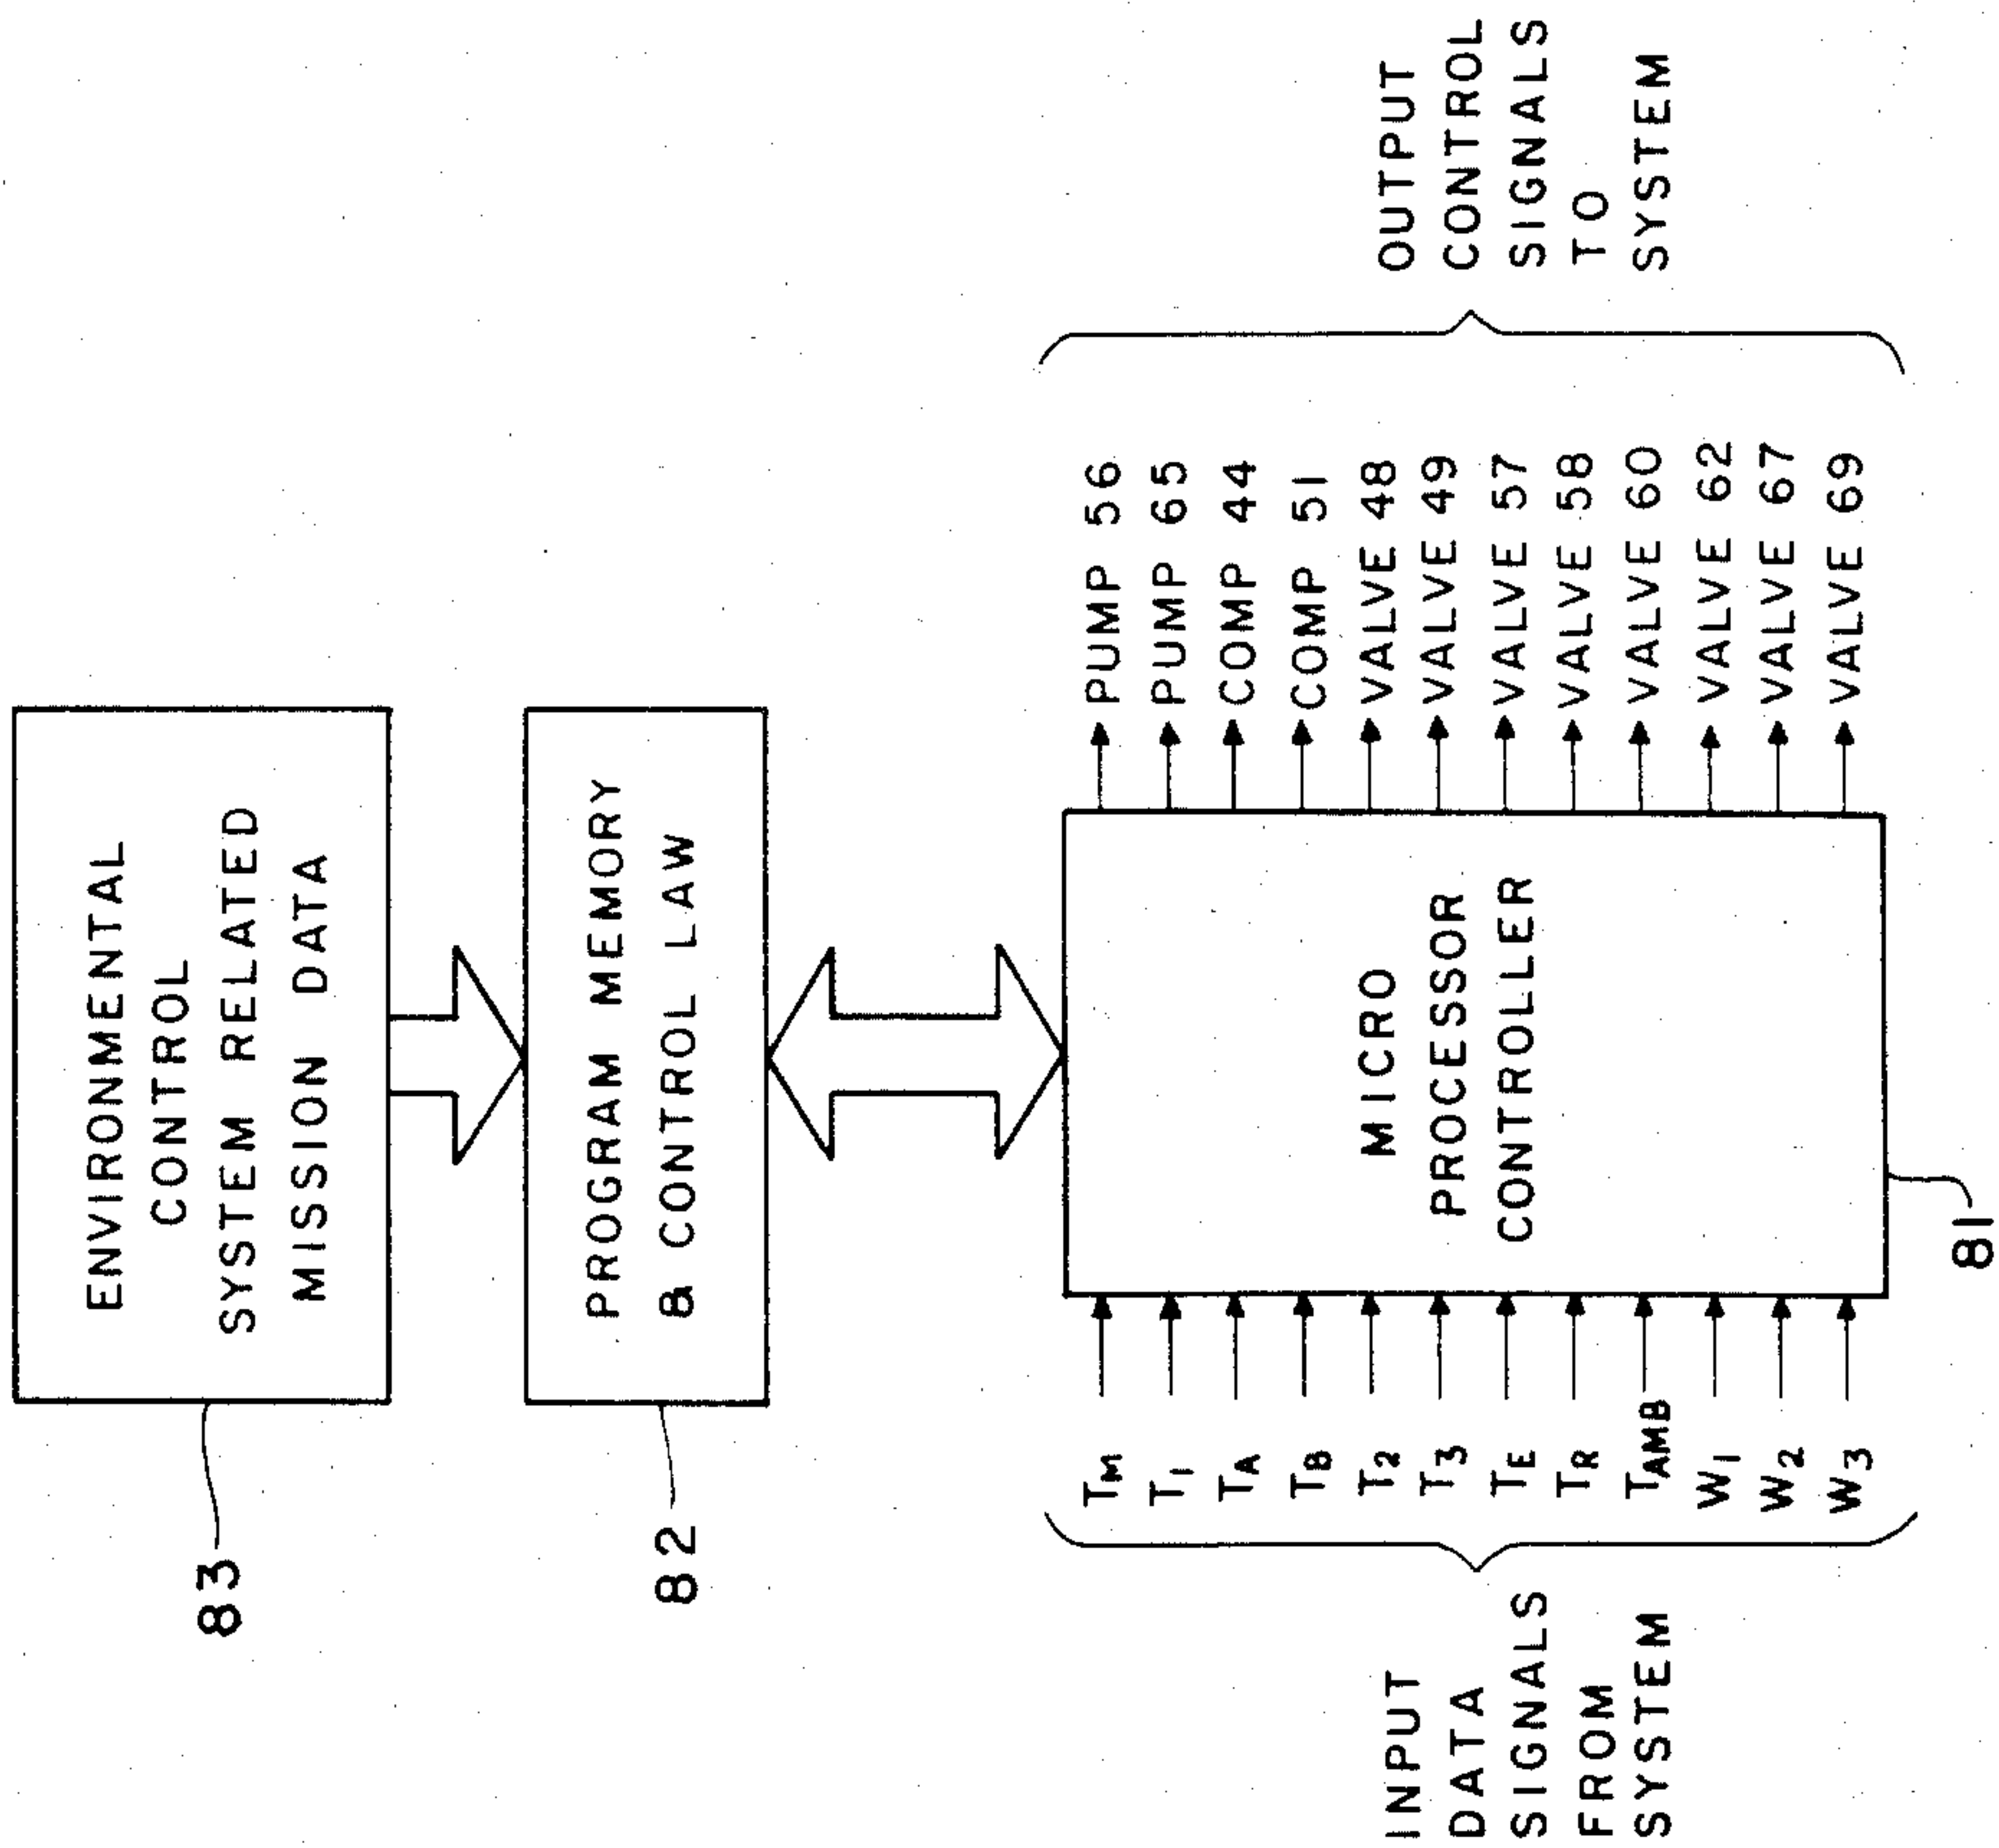 ENVIRONMENTAL
CONTROL
SYSTEM RELATED
MISSION DATA
83
PROGRAM MEMORY
& CONTROL LAW
82
MICRO
PROCESSOR
CONTROLLER
81
INPUT
DATA
SIGNALS
FROM
SYSTEM
TM
T1
TA
TB
T2
T3
TE
TR
TAMB
W1
W2
W3
PUMP 56
PUMP 65
COMP 44
COMP 51
VALVE 48
VALVE 49
VALVE 57
VALVE 58
VALVE 60
VALVE 62
VALVE 67
VALVE 69
OUTPUT
CONTROL
SIGNALS
TO
SYSTEM